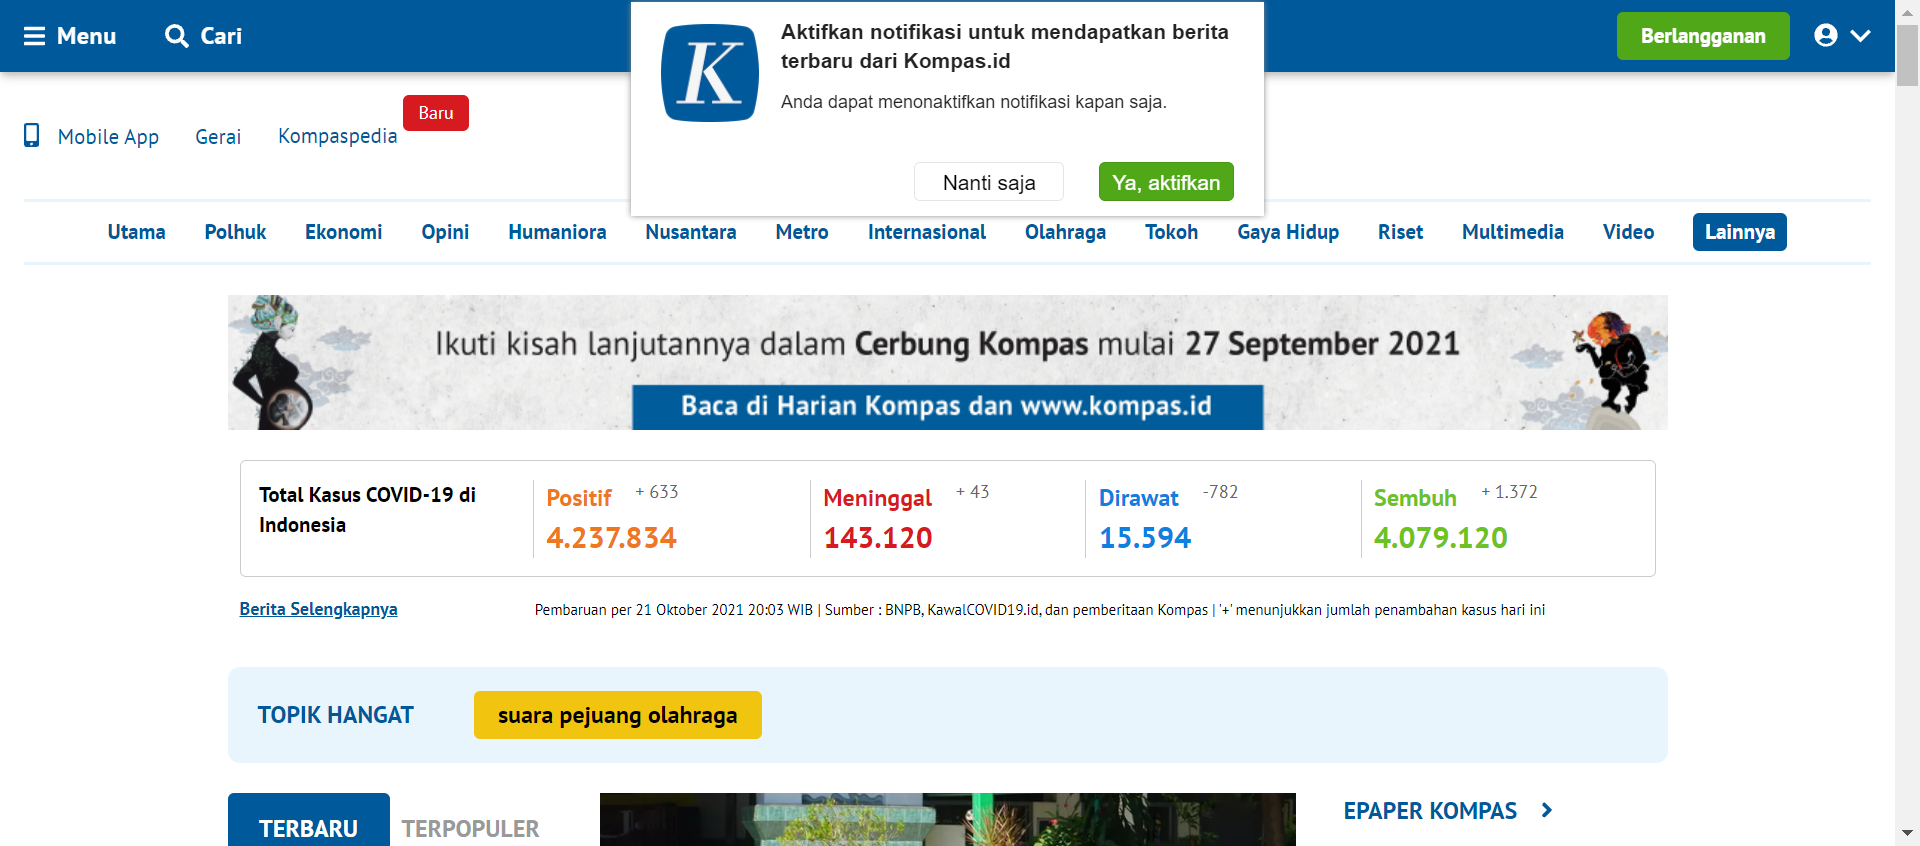 Menu
Cari
K
Aktifkan notifikasi untuk mendapatkan berita
terbaru dari Kompas.id
Anda dapat menonaktifkan notifikasi kapan saja.
Nanti saja
Ya, aktifkan
Berlangganan
Mobile App
Gerai
Kompaspedia
Baru
Utama
Polhuk
Ekonomi
Opini
Humaniora
Nusantara
Metro
Internasional
Olahraga
Tokoh
Gaya Hidup
Riset
Multimedia
Video
Lainnya
Ikuti kisah lanjutannya dalam Cerbung Kompas mulai 27 September 2021
Baca di Harian Kompas dan www.kompas.id
Total Kasus COVID-19 di
Indonesia
Positif + 633
4.237.834
Meninggal + 43
143.120
Dirawat -782
15.594
Sembuh + 1.372
4.079.120
Berita Selengkapnya
Pembaruan per 21 Oktober 2021 20:03 WIB | Sumber : BNPB, KawalCOVID19.id, dan pemberitaan Kompas | '+' menunjukkan jumlah penambahan kasus hari ini
TOPIK HANGAT
suara pejuang olahraga
TERBARU
TERPOPULER
EPAPER KOMPAS